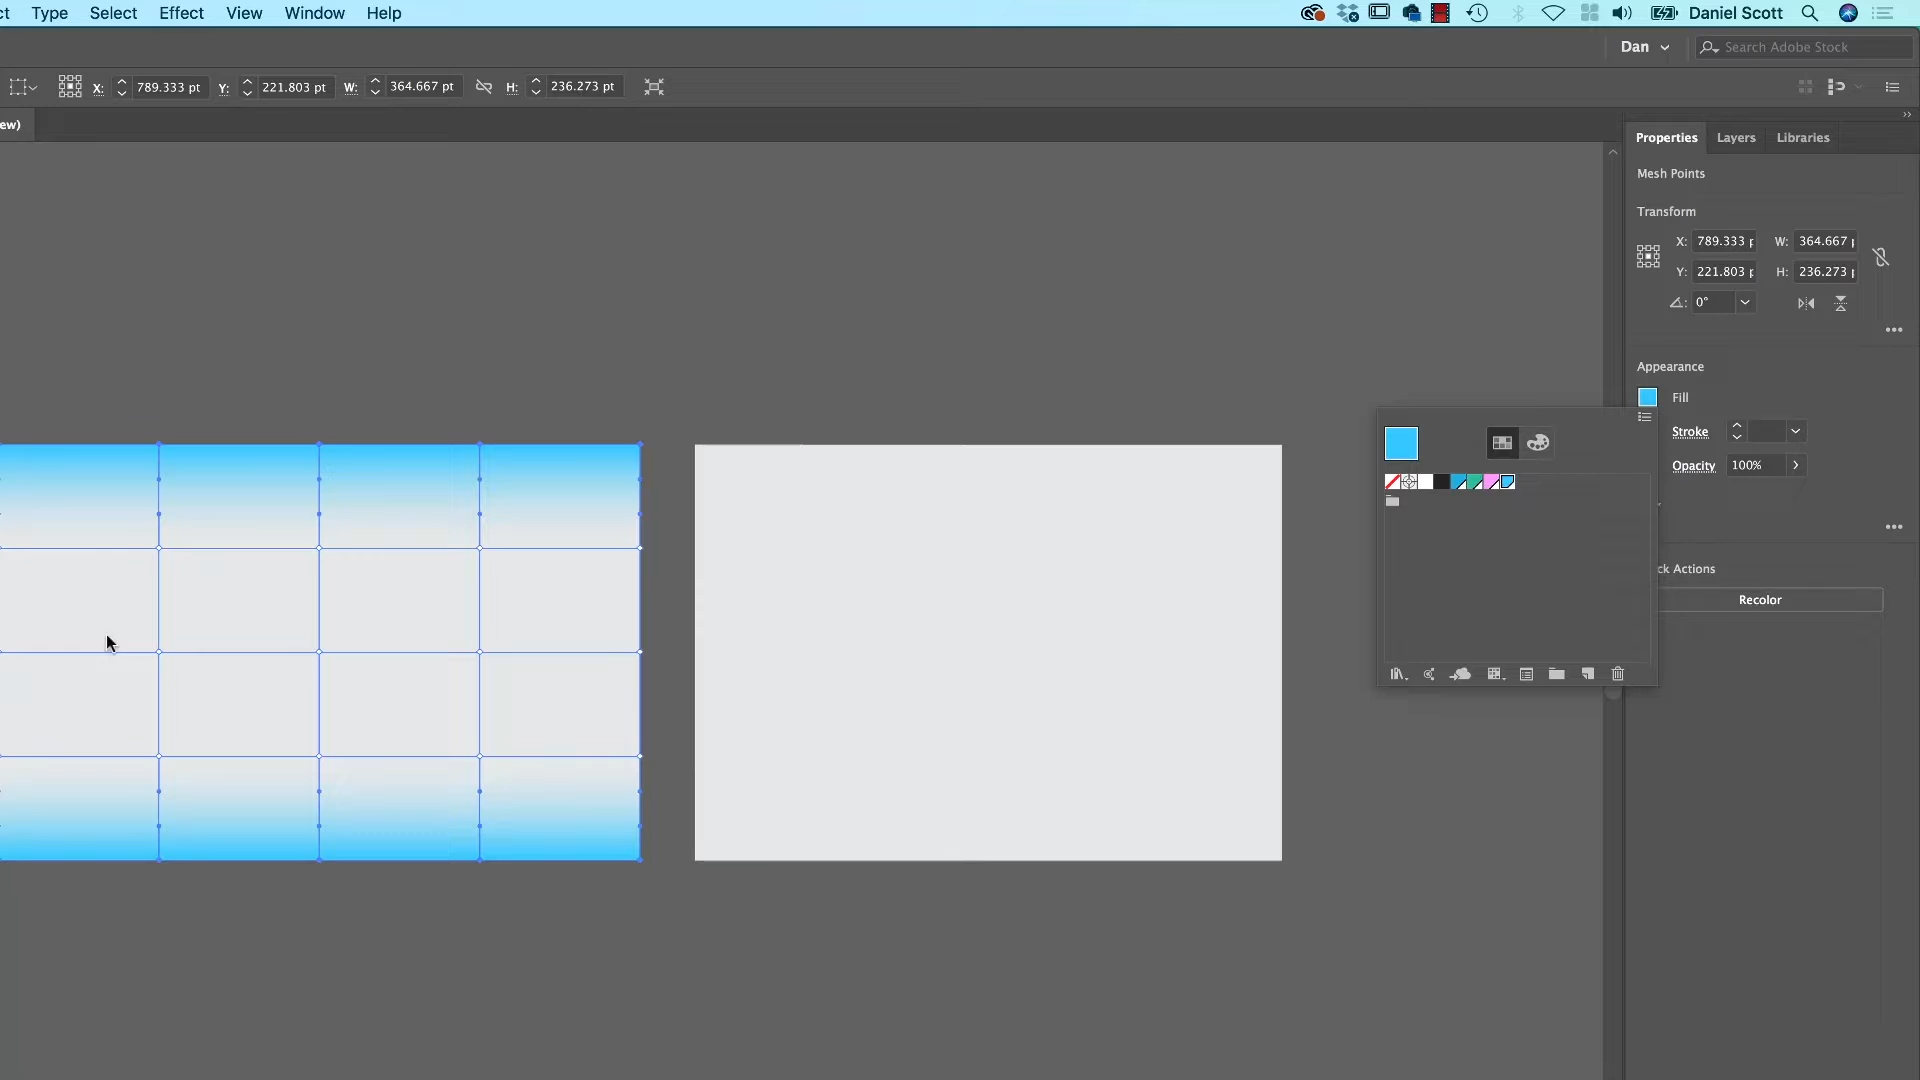 ct Type Select Effect View Window Help Daniel Scott
Dan Search Adobe Stock
X: 789.333 pt Y: 221.803 pt W: 364.667 pt H: 236.273 pt
ew)
Properties Layers Libraries
Mesh Points
Transform
X: 789.333 p W: 364.667 p
Y: 221.803 p H: 236.273 p
0°
Appearance
Fill
Stroke
Opacity 100%
ck Actions
Recolor